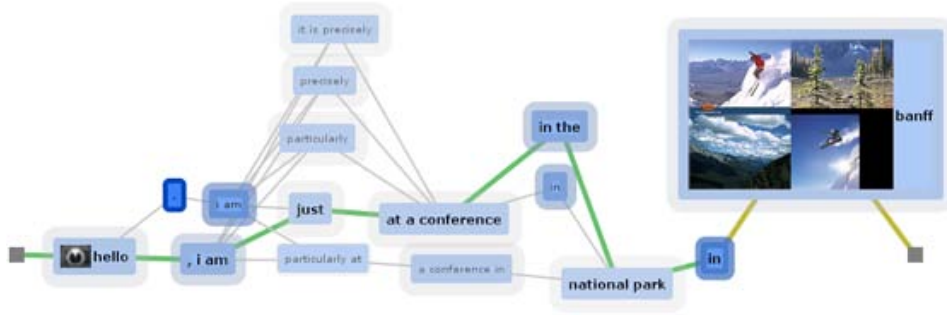 it is precisely
precisely
particularly
in the
banff
,
i am
just
in
at a conference
hello
, i am
particularly at
a conference in
national park
in